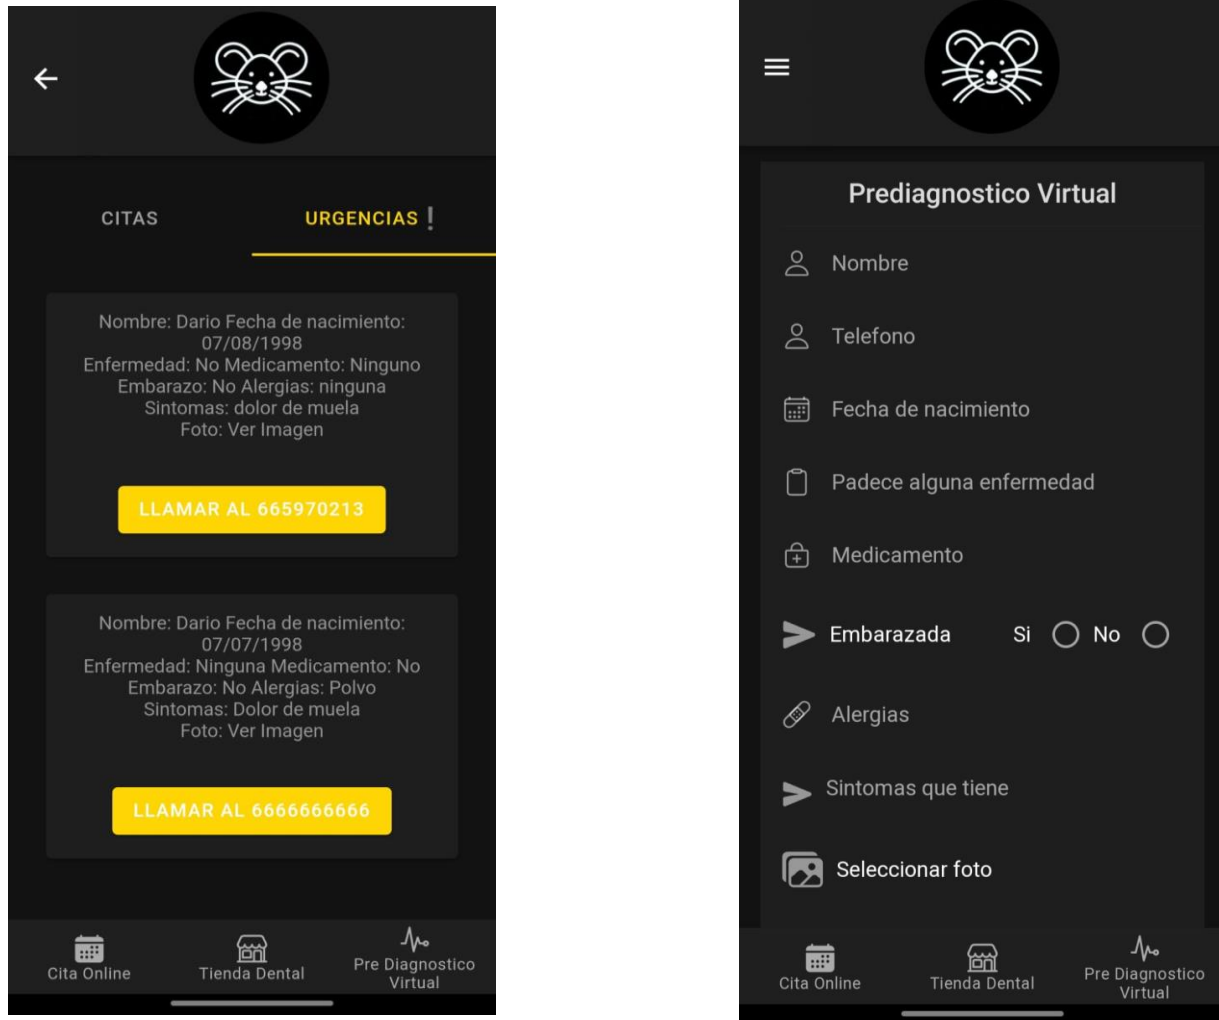 CITAS
URGENCIAS❗
Nombre: Dario Fecha de nacimiento:
07/08/1998
Enfermedad: No Medicamento: Ninguno
Embarazo: No Alergias: ninguna
Sintomas: dolor de muela
Foto: Ver Imagen
LLAMAR AL 665970213
Nombre: Dario Fecha de nacimiento:
07/07/1998
Enfermedad: Ninguna Medicamento: No
Embarazo: No Alergias: Polvo
Sintomas: Dolor de muela
Foto: Ver Imagen
LLAMAR AL 6666666666
Cita Online
Tienda Dental
Pre Diagnostico
Virtual
Prediagnostico Virtual
Nombre
Telefono
Fecha de nacimiento
Padece alguna enfermedad
Medicamento
Embarazada Si No
Alergias
Sintomas que tiene
Seleccionar foto
Cita Online
Tienda Dental
Pre Diagnostico
Virtual